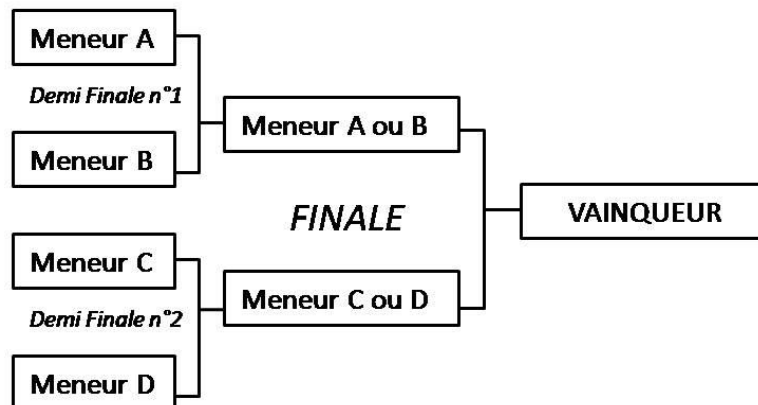 Meneur A
Demi Finale n°1
Meneur B
Meneur A ou B
FINALE
VAINQUEUR
Meneur C
Demi Finale n°2
Meneur D
Meneur C ou D